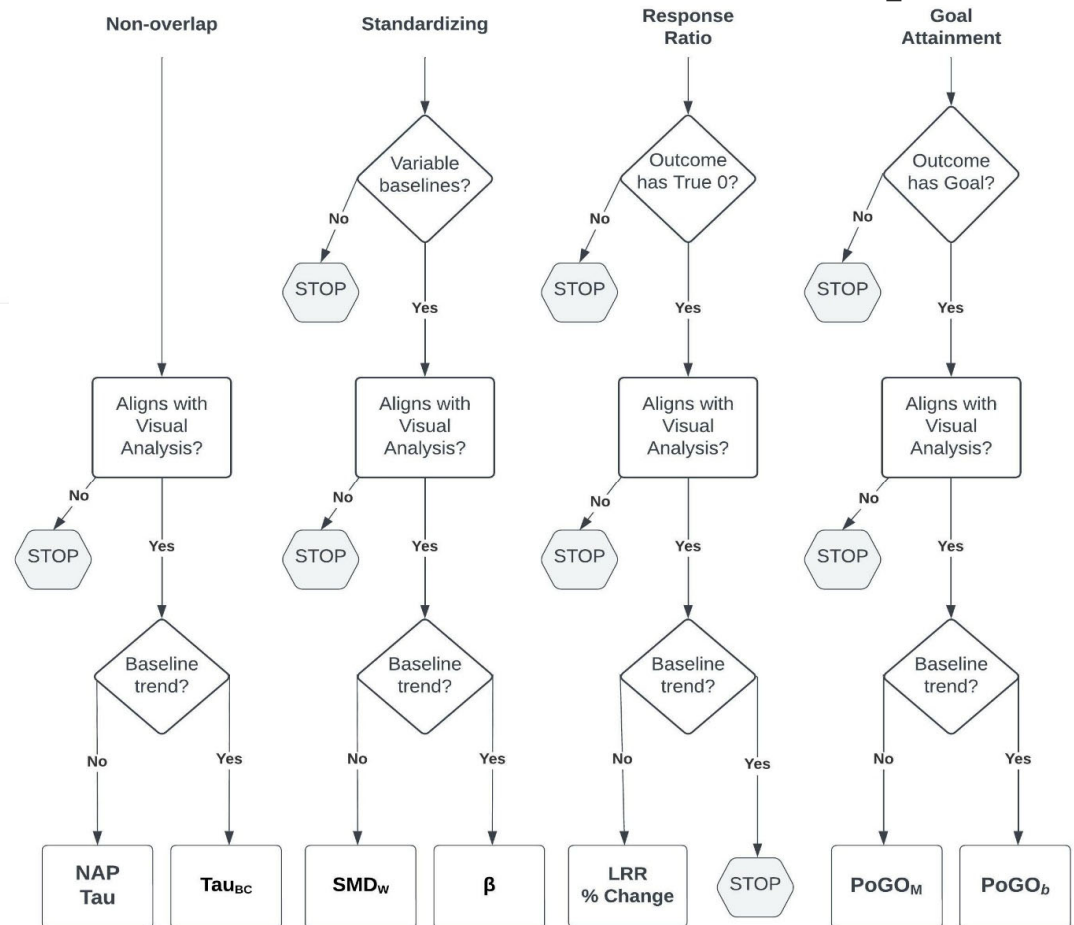 Non-overlap
Standardizing
Response
Ratio
Goal
Attainment
Variable
baselines?
Outcome
has True 0?
Outcome
has Goal?
No
No
No
STOP
STOP
STOP
Yes
Yes
Yes
Aligns with
Visual
Analysis?
Aligns with
Visual
Analysis?
Aligns with
Visual
Analysis?
Aligns with
Visual
Analysis?
No
No
No
No
STOP
STOP
STOP
STOP
Yes
Yes
Yes
Yes
Baseline
trend?
Baseline
trend?
Baseline
trend?
Baseline
trend?
No
Yes
No
Yes
No
Yes
No
Yes
NAP
Tau
TauBC
SMDW
β
LRR
% Change
STOP
PoGOM
PoGOb